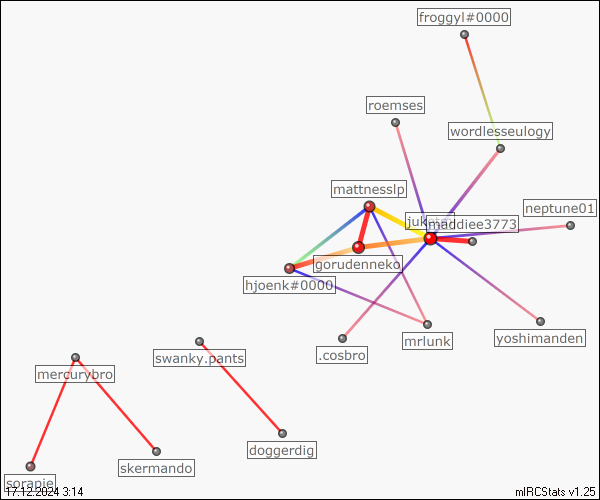 froggyl#0000
roemses
wordlesseulogy
mattnesslp
neptune01
maddiee3773
gorudenneko
hjoenk#0000
mrlunk
yoshimanden
.cosbro
swanky.pants
mercurybro
doggerdig
skermando
sorapie
17.12.2024 3:14
mIRCStats v1.25